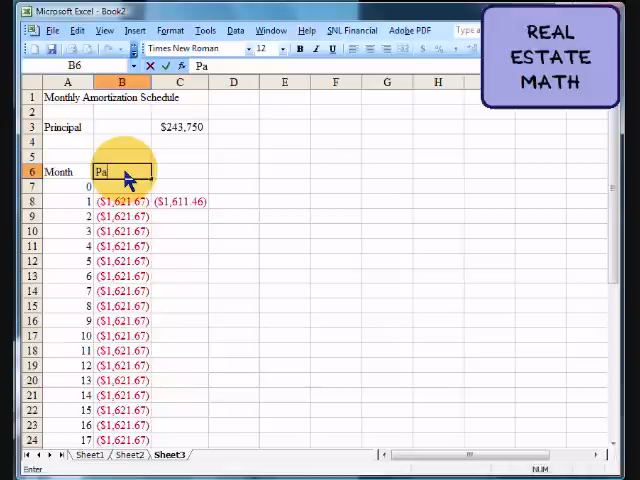 Microsoft Excel - Book2
File Edit View Insert Format Tools Data Window Help SNL Financial Adobe PDF
Times New Roman 12 B I U $ %
B6 Pa
A B C D E F G H
1 Monthly Amortization Schedule
2
3 Principal $243,750
4
5
6 Month Pa
7 0
8 1 ($1,621.67) ($1,611.46)
9 2 ($1,621.67)
10 3 ($1,621.67)
11 4 ($1,621.67)
12 5 ($1,621.67)
13 6 ($1,621.67)
14 7 ($1,621.67)
15 8 ($1,621.67)
16 9 ($1,621.67)
17 10 ($1,621.67)
18 11 ($1,621.67)
19 12 ($1,621.67)
20 13 ($1,621.67)
21 14 ($1,621.67)
22 15 ($1,621.67)
23 16 ($1,621.67)
24 17 ($1,621.67)
Sheet1 Sheet2 Sheet3
Enter NUM
REAL
ESTATE
MATH